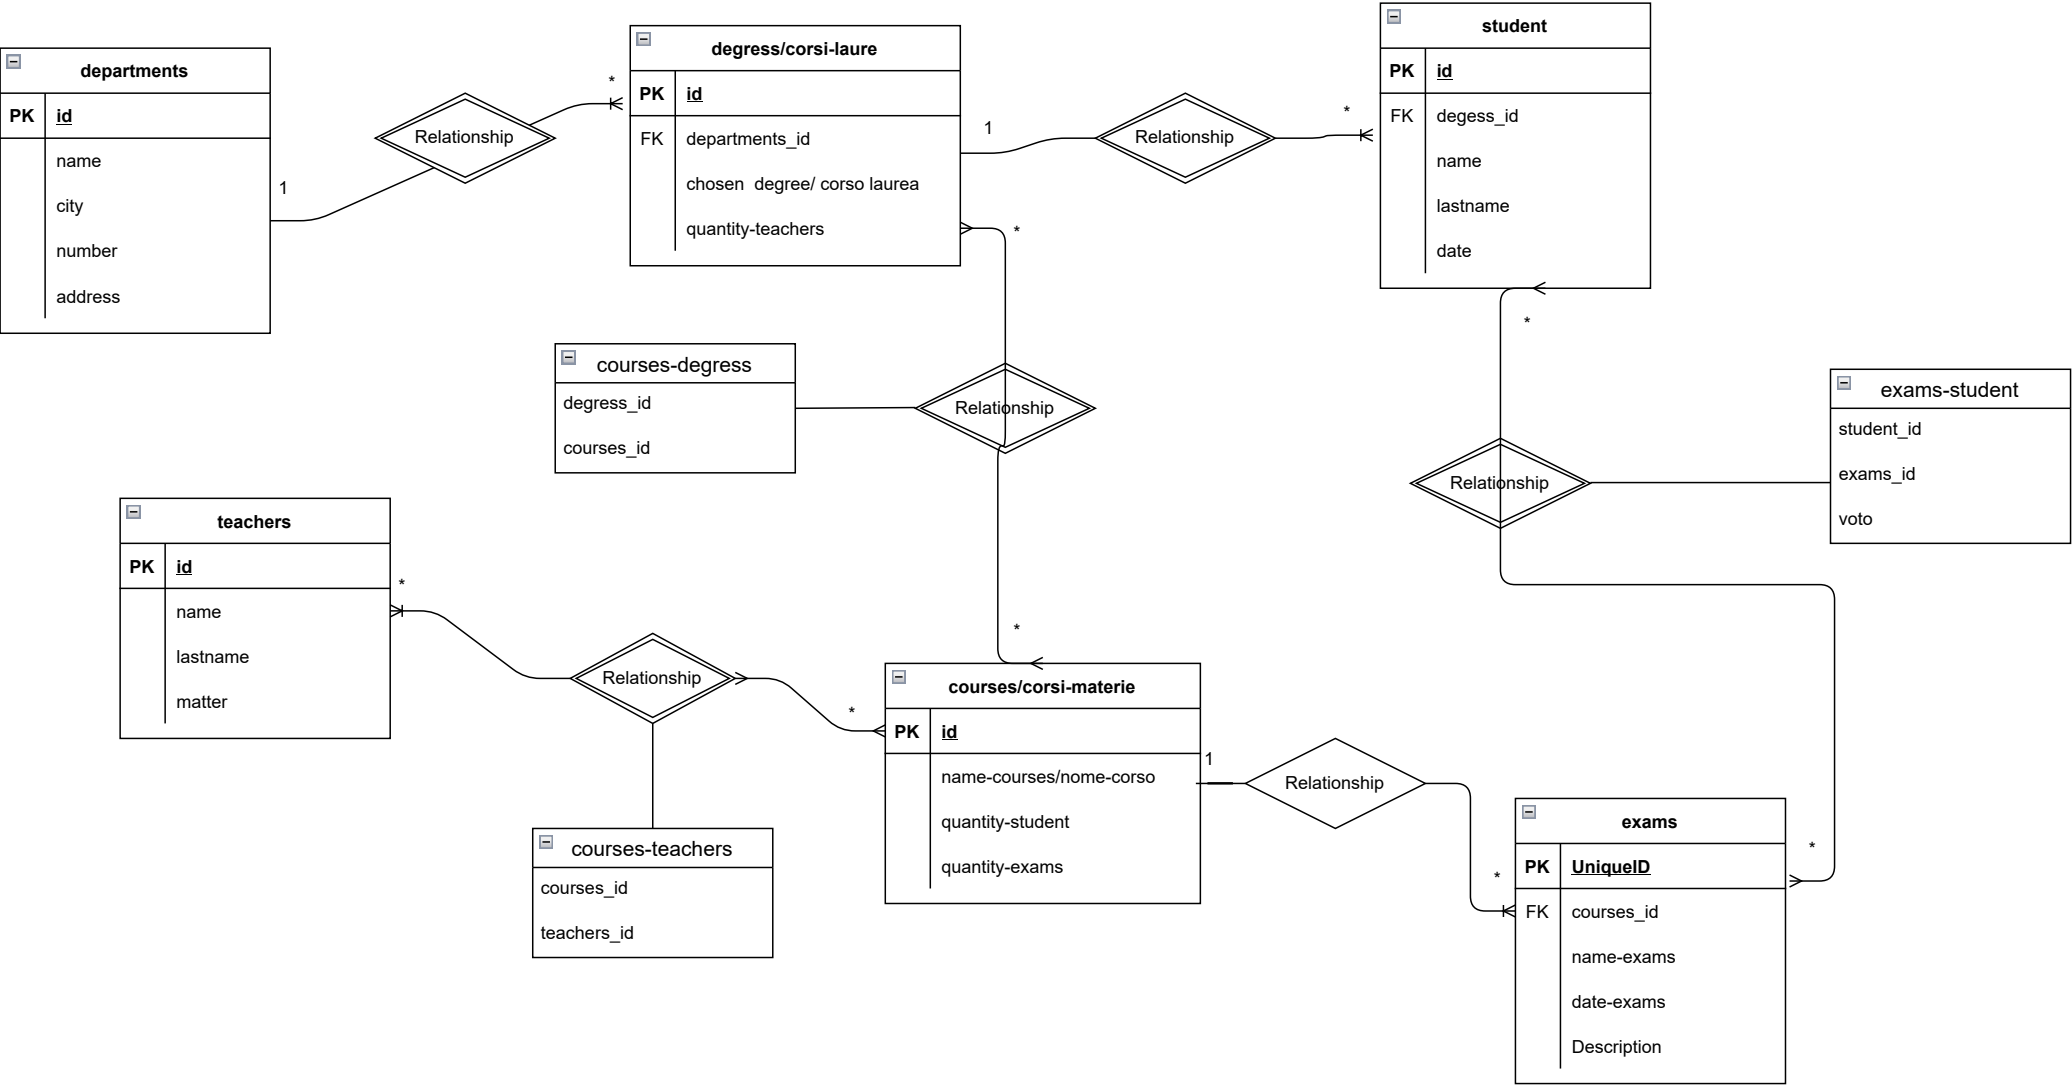 departments
PK id
name
city
number
address
1
Relationship
*
degress/corsi-laure
PK id
FK departments_id
chosen  degree/ corso laurea
quantity-teachers
1
Relationship
*
student
PK id
FK degess_id
name
lastname
date
*
*
courses-degress
degress_id
courses_id
Relationship
exams-student
student_id
exams_id
voto
Relationship
teachers
PK id
name
lastname
matter
*
Relationship
*
*
courses/corsi-materie
PK id
name-courses/nome-corso
quantity-student
quantity-exams
1
Relationship
*
*
exams
PK UniqueID
FK courses_id
name-exams
date-exams
Description
courses-teachers
courses_id
teachers_id